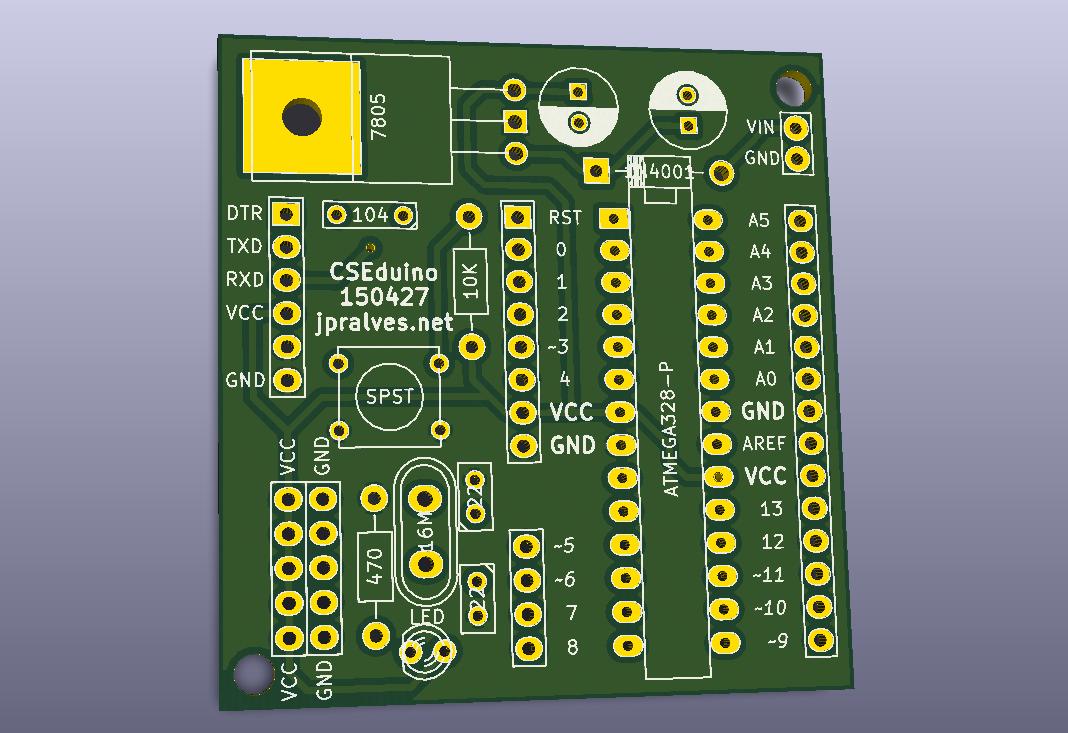 7805
VIN
GND
4001
DTR
TXD
RXD
VCC
GND
104
CSEduino
150427
jpralves.net
10K
SPST
RST
0
1
2
~3
4
VCC
GND
ATMEGA328-P
A5
A4
A3
A2
A1
A0
GND
AREF
VCC
13
12
~11
~10
~9
VCC
GND
470
16M
22
22
LED
~5
~6
7
8
VCC
GND